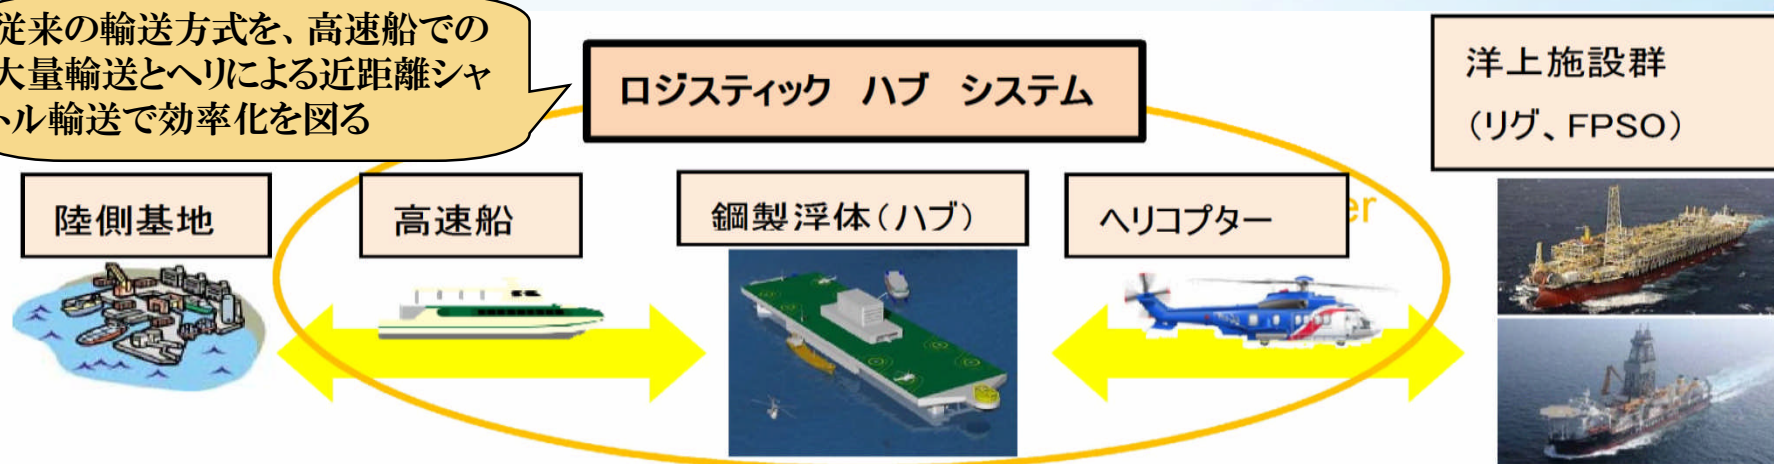 従来の輸送方式を、高速船での
大量輸送とヘリによる近距離シャ
トル輸送で効率化を図る
ロジスティック ハブ システム
洋上施設群
（リグ、FPSO）
陸側基地
高速船
鋼製浮体（ハブ）
ヘリコプター
er